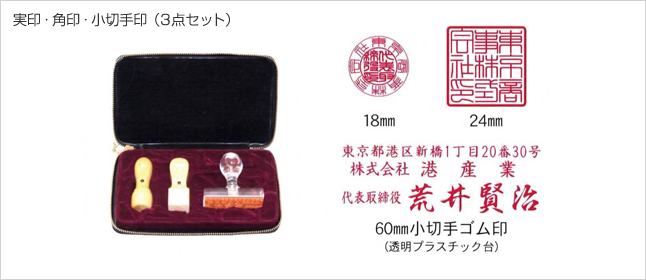 実印・角印・小切手印（3点セット）
18mm
24mm
東京都港区新橋1丁目20番30号
株式会社 港産業
代表取締役 荒井賢治
60mm小切手ゴム印
（透明プラスチック台）